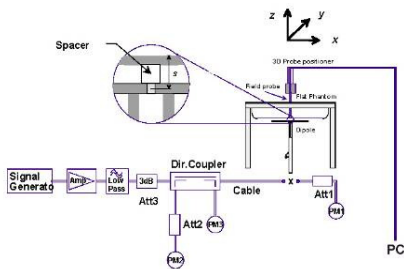 z
y
x
Spacer
s
3D Probe positioner
Field probe
Flat Phantom
Dipole
Signal
Generato
Amp
Low
Pass
3dB
Att3
Dir.Coupler
Cable
x
Att1
PM1
Att2
PM3
PM2
PC